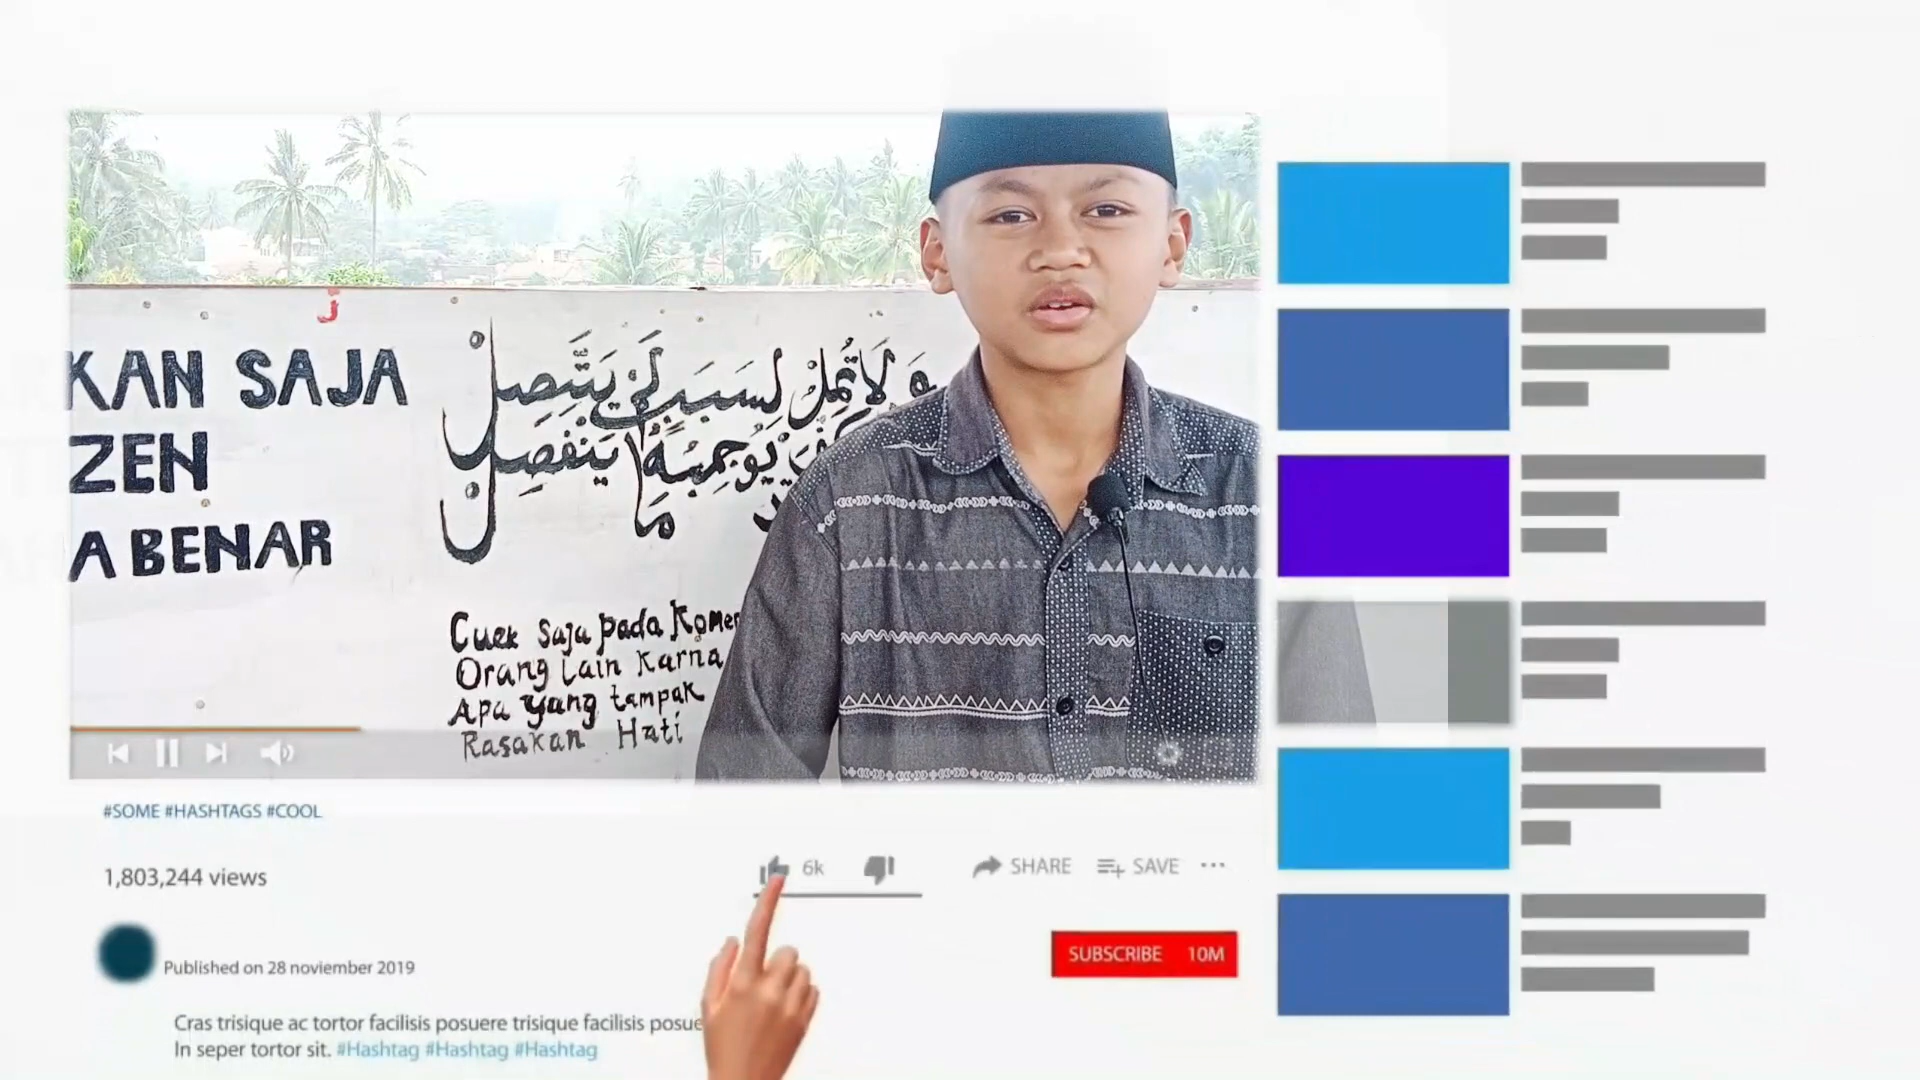 KAN SAJA
ZEN
A BENAR
Cuek Saja pada Komen
Orang Lain Karna
Apa yang tampak
Rasakan Hati
#SOME #HASHTAGS #COOL
1,803,244 views
6k
SHARE
SAVE
SUBSCRIBE 10M
Published on 28 noviember 2019
Cras trisique ac tortor facilisis posuere trisique facilisis posue
In seper tortor sit. #Hashtag #Hashtag #Hashtag